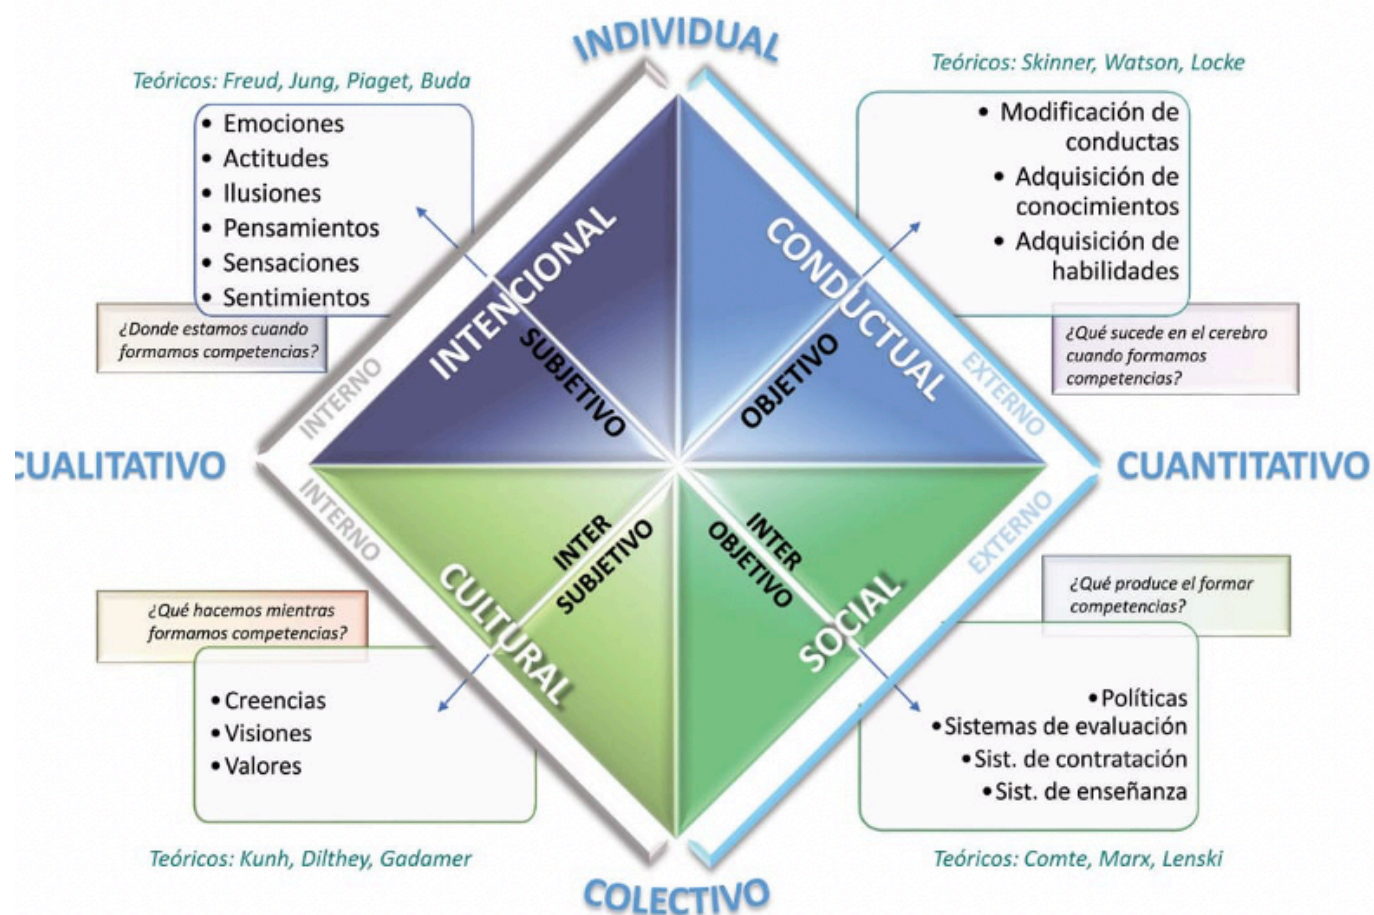 INDIVIDUAL
Teóricos: Freud, Jung, Piaget, Buda
• Emociones
• Actitudes
• Ilusiones
• Pensamientos
• Sensaciones
• Sentimientos
¿Donde estamos cuando
formamos competencias?
Teóricos: Skinner, Watson, Locke
• Modificación de
conductas
• Adquisición de
conocimientos
• Adquisición de
habilidades
¿Qué sucede en el cerebro
cuando formamos
competencias?
INTERNO
INTENCIONAL
SUBJETIVO
OBJETIVO
CONDUCTUAL
EXTERNO
CUALITATIVO
CUANTITATIVO
INTERNO
CULTURAL
INTER
SUBJETIVO
INTER
OBJETIVO
SOCIAL
EXTERNO
¿Qué hacemos mientras
formamos competencias?
•Creencias
•Visiones
•Valores
Teóricos: Kunh, Dilthey, Gadamer
¿Qué produce el formar
competencias?
•Políticas
•Sistemas de evaluación
•Sist. de contratación
•Sist. de enseñanza
Teóricos: Comte, Marx, Lenski
COLECTIVO